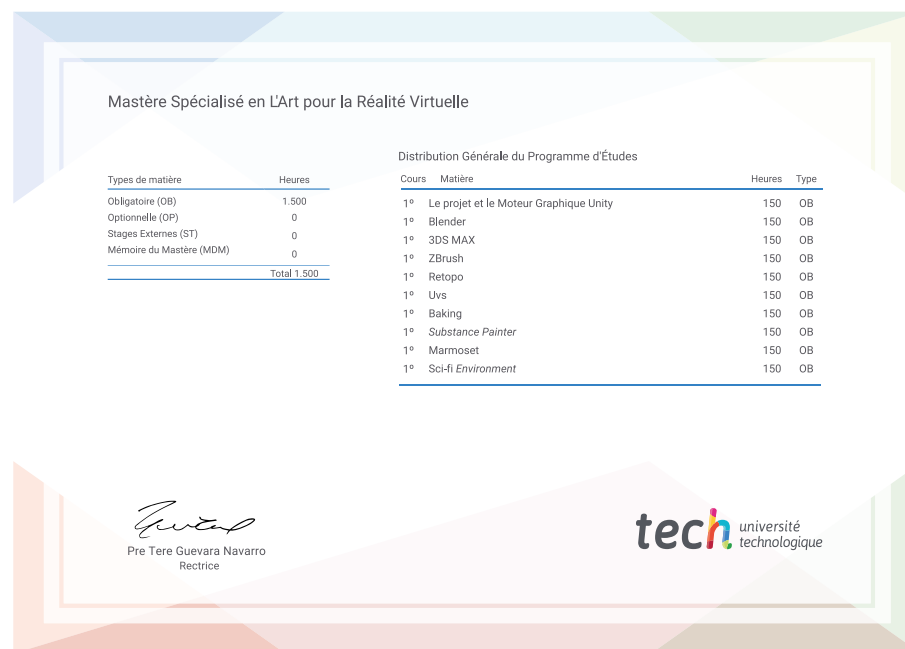 Mastère Spécialisé en L'Art pour la Réalité Virtuelle
Types de matière Heures
Obligatoire (OB) 1.500
Optionnelle (OP) 0
Stages Externes (ST) 0
Mémoire du Mastère (MDM) 0
Total 1.500
Distribution Générale du Programme d'Études
Cours Matière Heures Type
1º Le projet et le Moteur Graphique Unity 150 OB
1º Blender 150 OB
1º 3DS MAX 150 OB
1º ZBrush 150 OB
1º Retopo 150 OB
1º Uvs 150 OB
1º Baking 150 OB
1º Substance Painter 150 OB
1º Marmoset 150 OB
1º Sci-fi Environment 150 OB
Pre Tere Guevara Navarro
Rectrice
tech université
technologique